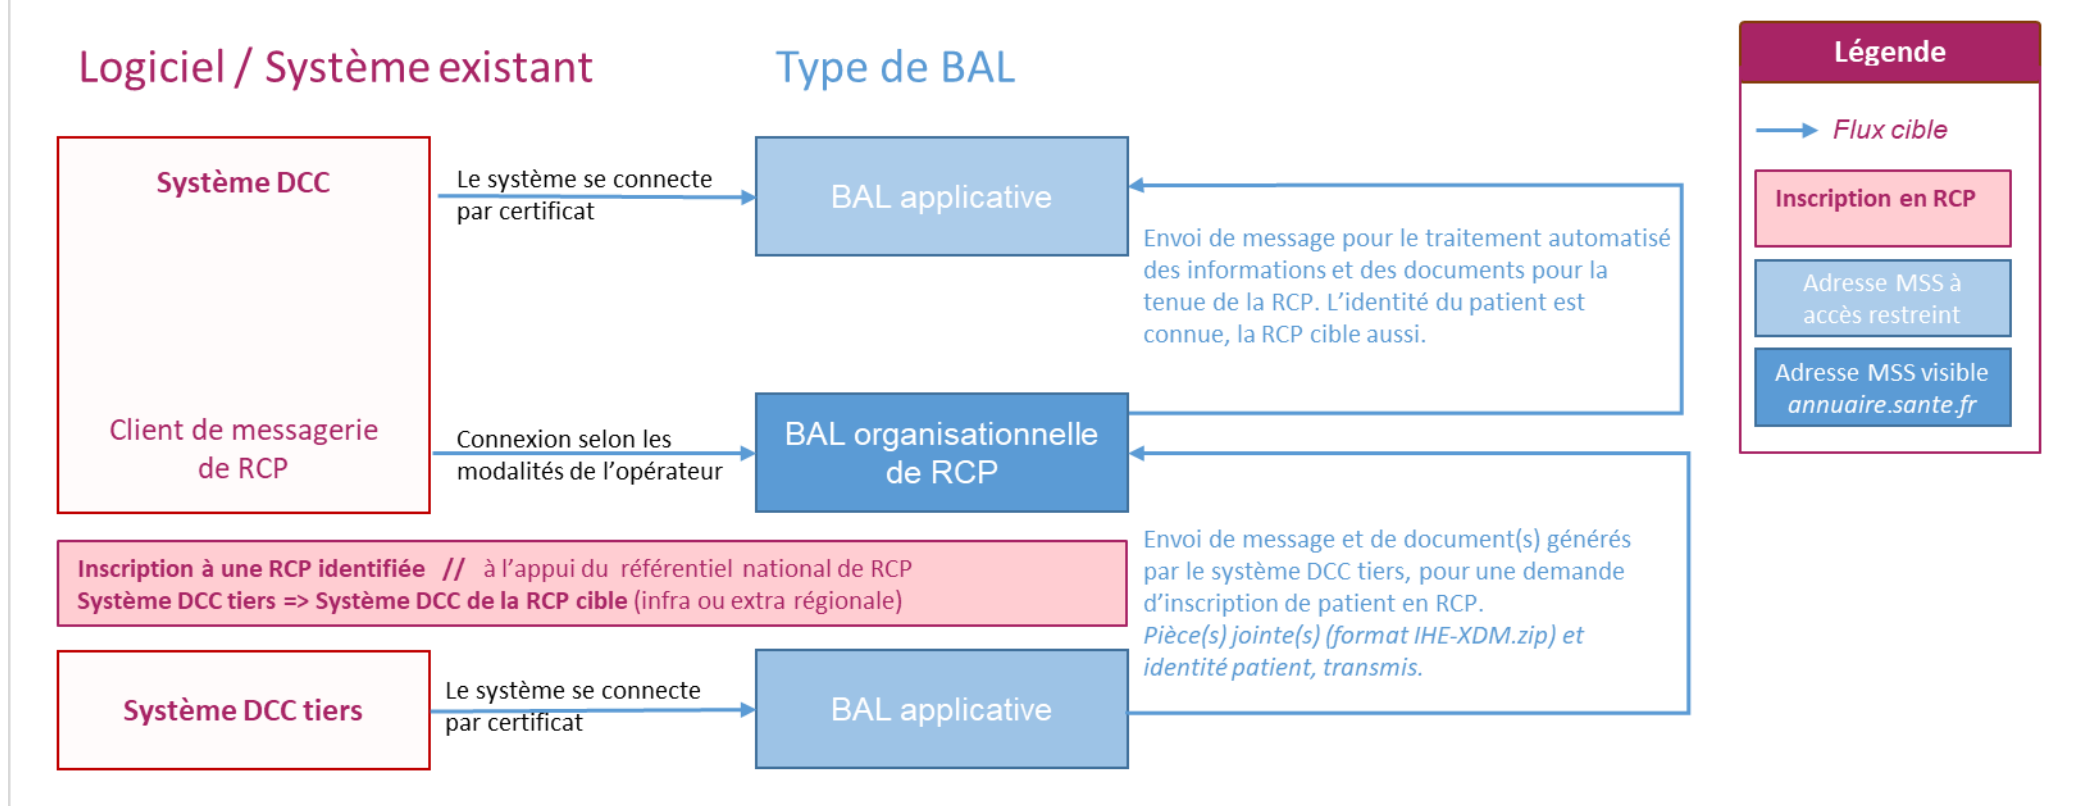 Logiciel / Système existant
Type de BAL
Système DCC
Le système se connecte
par certificat
BAL applicative
Envoi de message pour le traitement automatisé
des informations et des documents pour la
tenue de la RCP. L’identité du patient est
connue, la RCP cible aussi.
Client de messagerie
de RCP
Connexion selon les
modalités de l’opérateur
BAL organisationnelle
de RCP
Inscription à une RCP identifiée // à l’appui du référentiel national de RCP
Système DCC tiers => Système DCC de la RCP cible (infra ou extra régionale)
Envoi de message et de document(s) générés
par le système DCC tiers, pour une demande
d’inscription de patient en RCP.
Pièce(s) jointe(s) (format IHE-XDM.zip) et
identité patient, transmis.
Système DCC tiers
Le système se connecte
par certificat
BAL applicative
Légende
Flux cible
Inscription en RCP
Adresse MSS à
accès restreint
Adresse MSS visible
annuaire.sante.fr